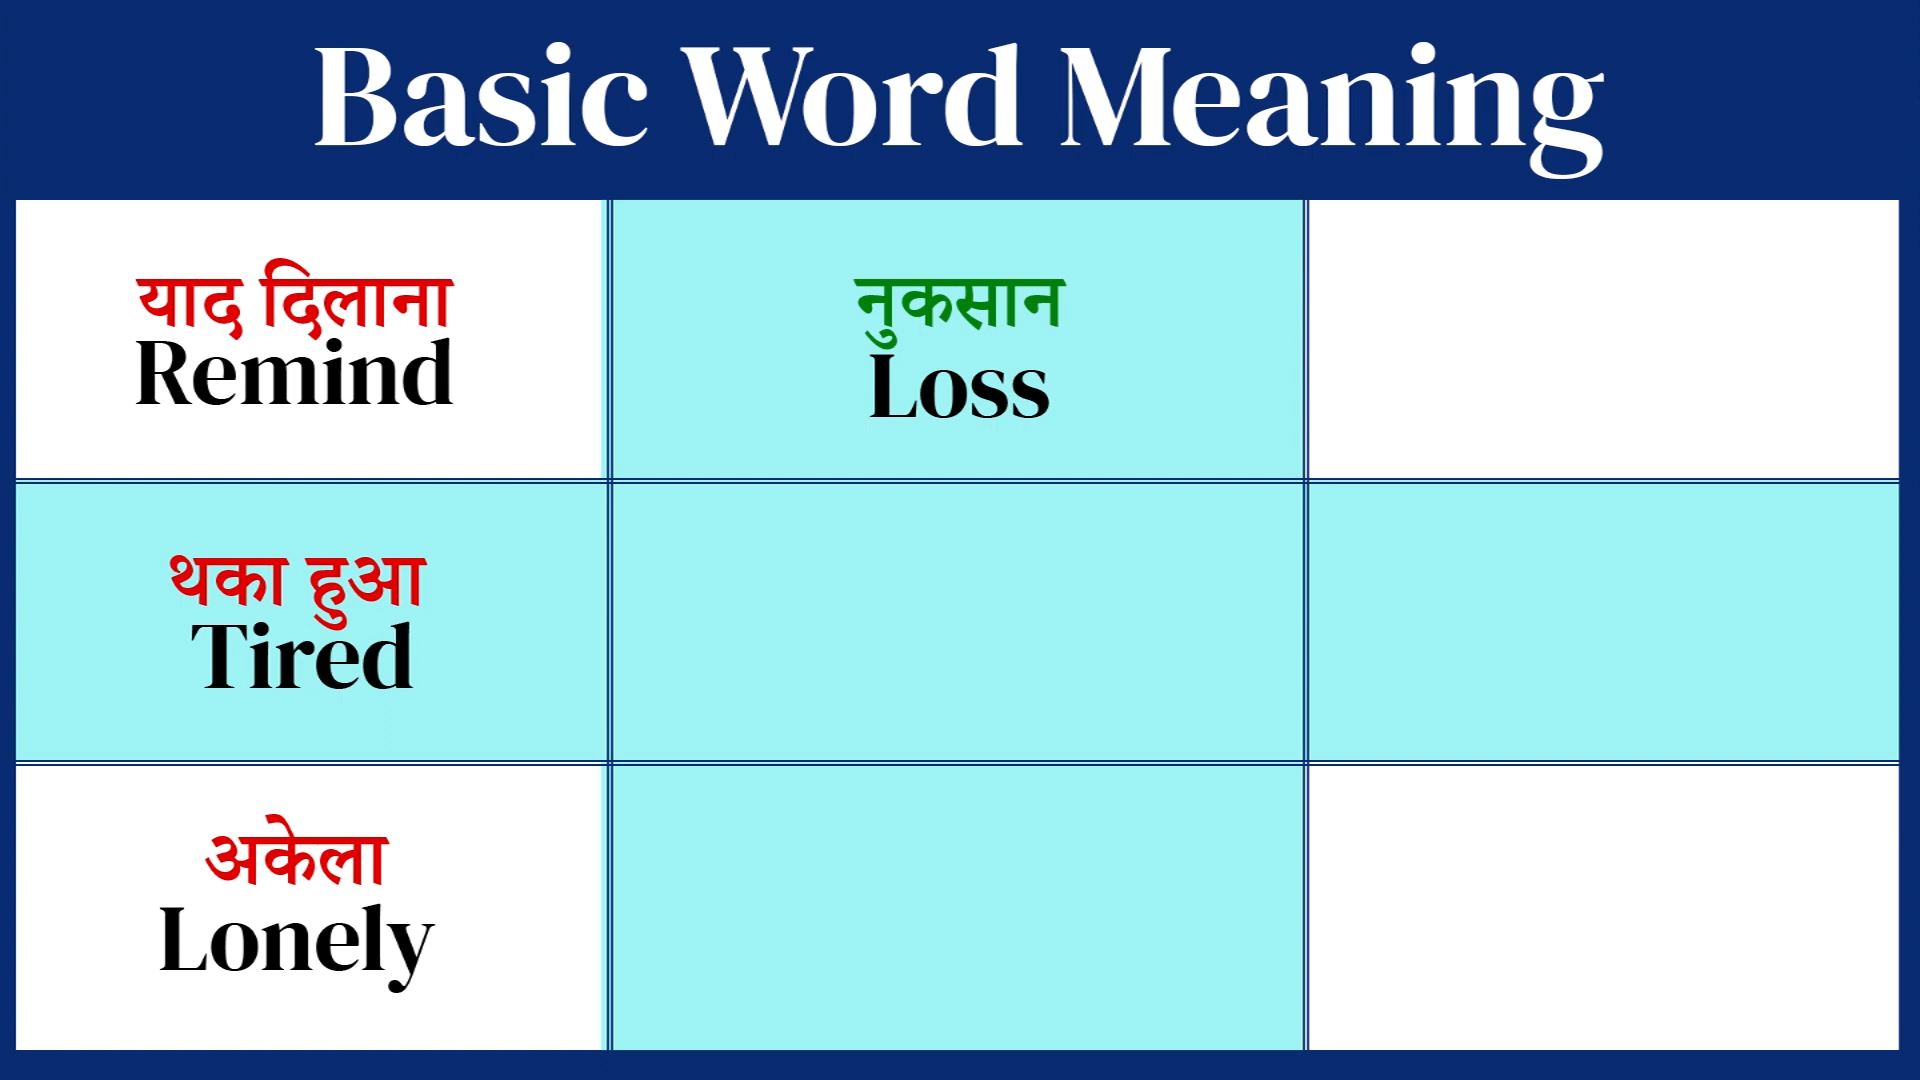 Basic Word Meaning
याद दिलाना
Remind
नुकसान
Loss
थका हुआ
Tired
अकेला
Lonely